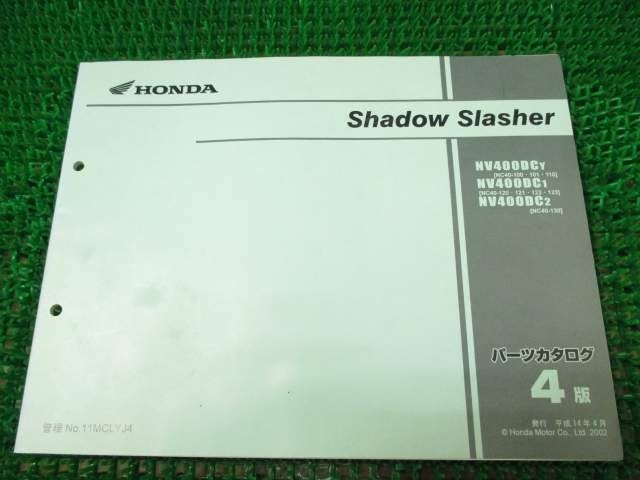 HONDA
Shadow Slasher
NV400DCY
[NC40-100・101・110]
NV400DC1
[NC40-120・121・122・123]
NV400DC2
[NC40-130]
パーツカタログ
4版
発行 平成14年4月
© Honda Motor Co., Ltd. 2002
管理 No.11MCLYJ4